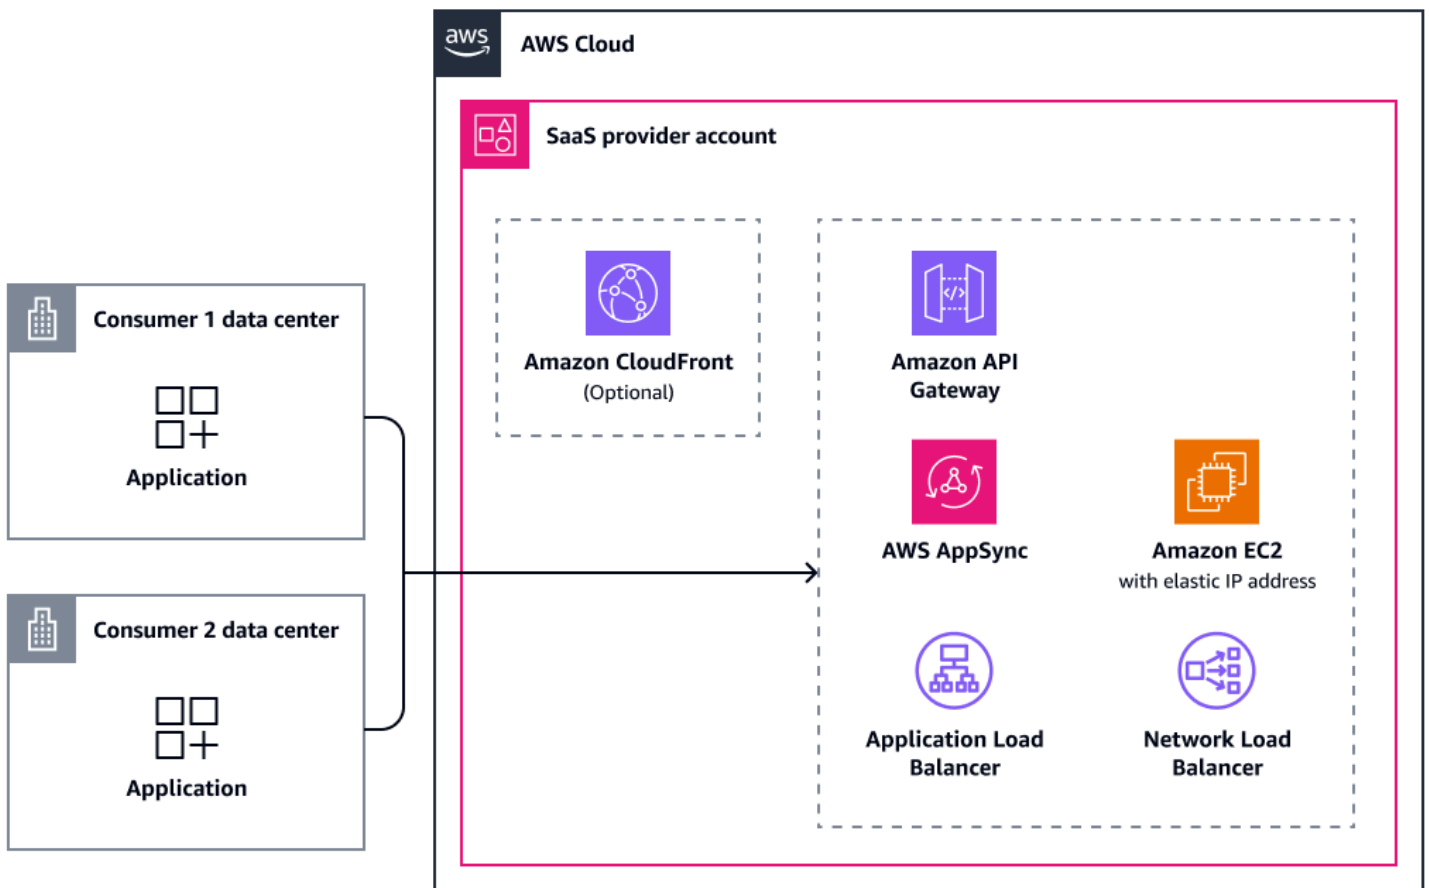 aws
AWS Cloud
SaaS provider account
Amazon CloudFront
(Optional)
Amazon API
Gateway
</>
Consumer 1 data center
Application
AWS AppSync
Amazon EC2
with elastic IP address
Consumer 2 data center
Application
Application Load
Balancer
Network Load
Balancer